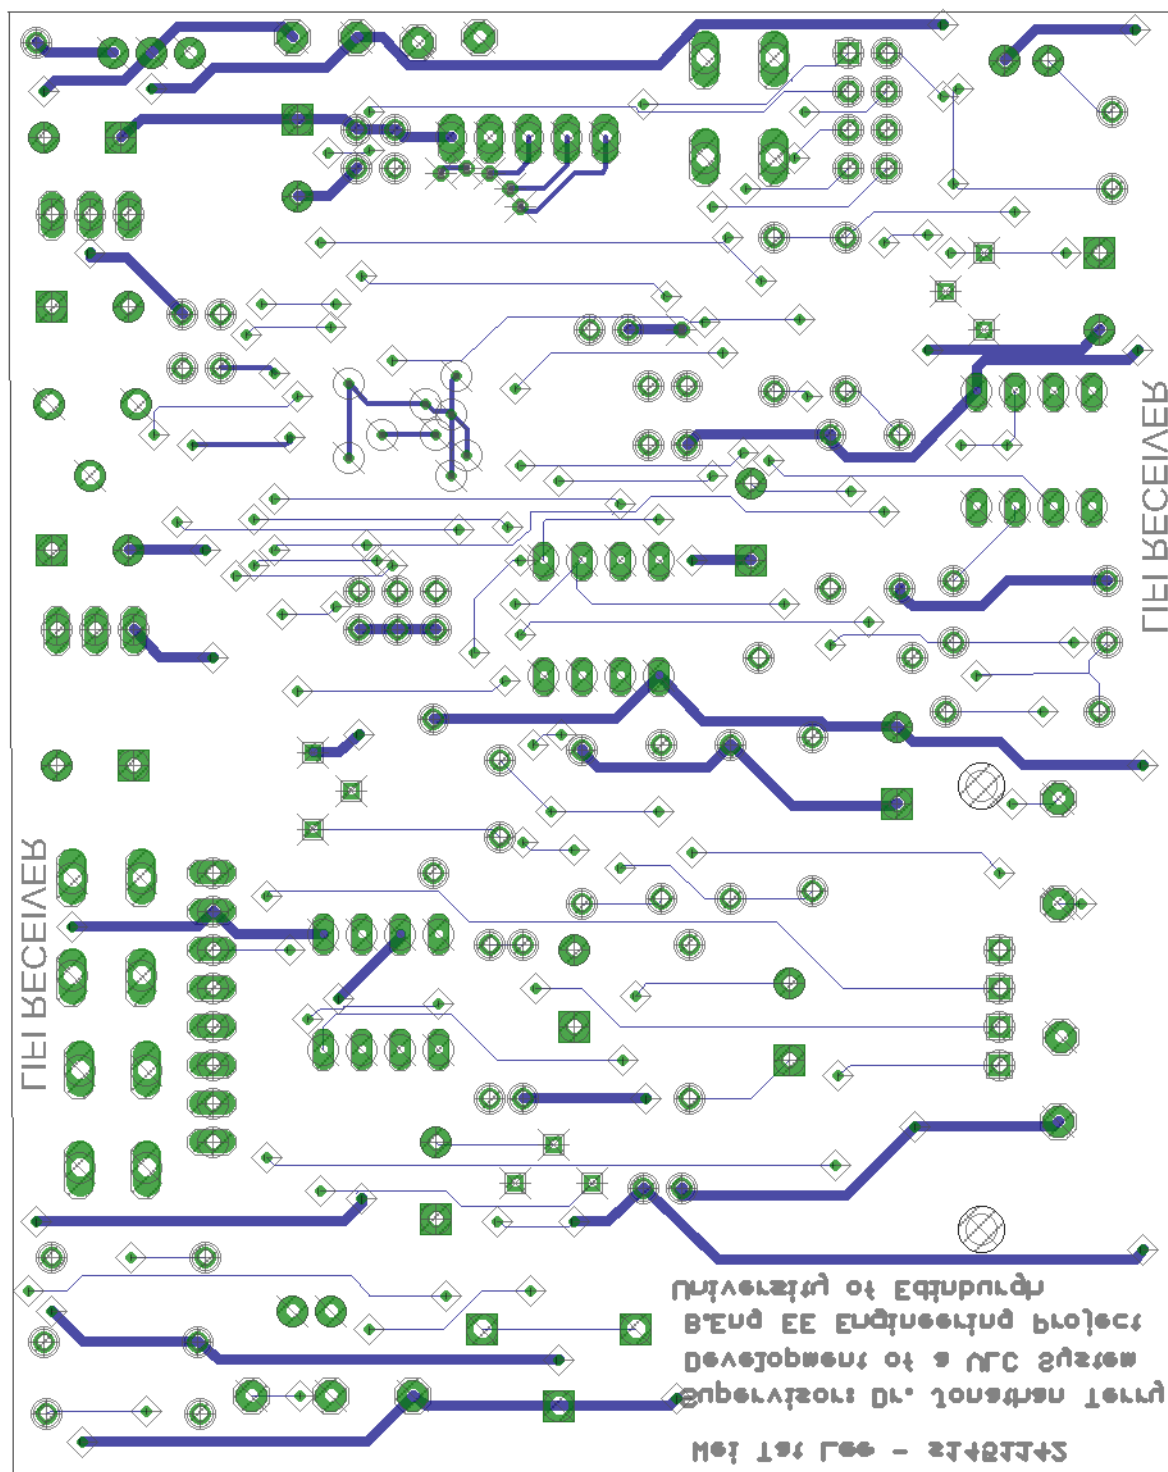 LIFI RECEIVER
LIFI RECEIVER
University of Edinburgh
B.Eng EE Engineering Project
Development of a VLC System
Supervisor: Dr. Jonathan Terry
Wei Tat Lee - s1451142